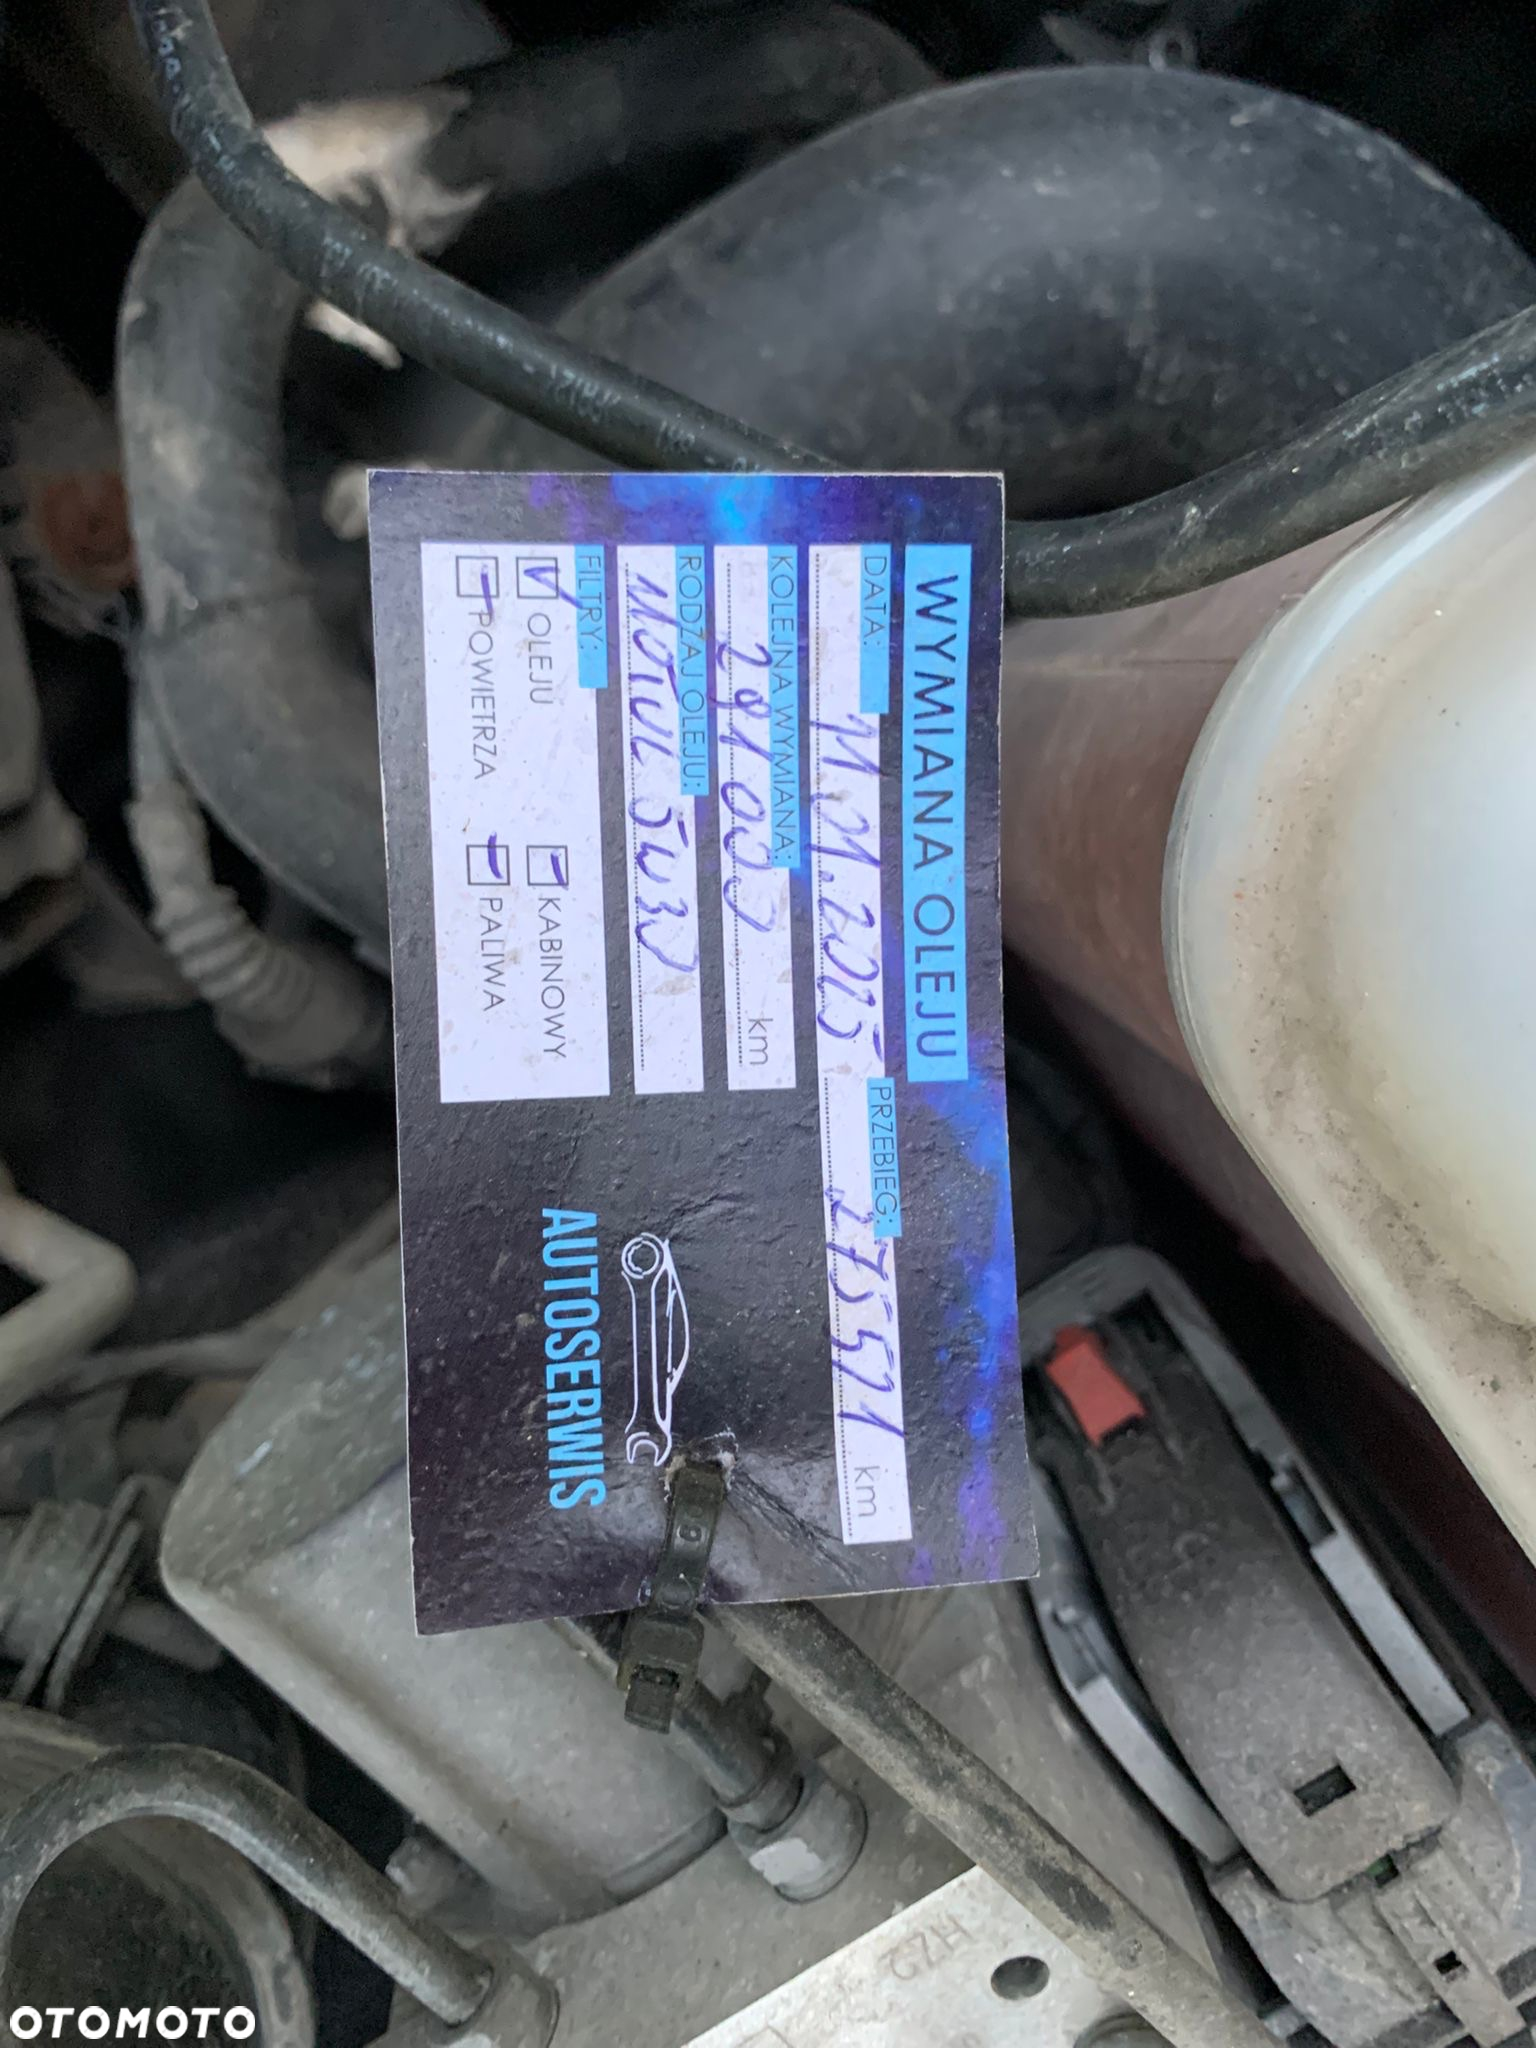 WYMIANA OLEJU
DATA: PRZEBIEG:
11.01.2025 275571 km
KOLEJNA WYMIANA:
291000 km
RODZAJ OLEJU:
MOTUL 5W30
FILTRY:
OLEJU KABINOWY
POWIETRZA PALIWA
AUTOSERWIS
HZ2
OTOMOTO